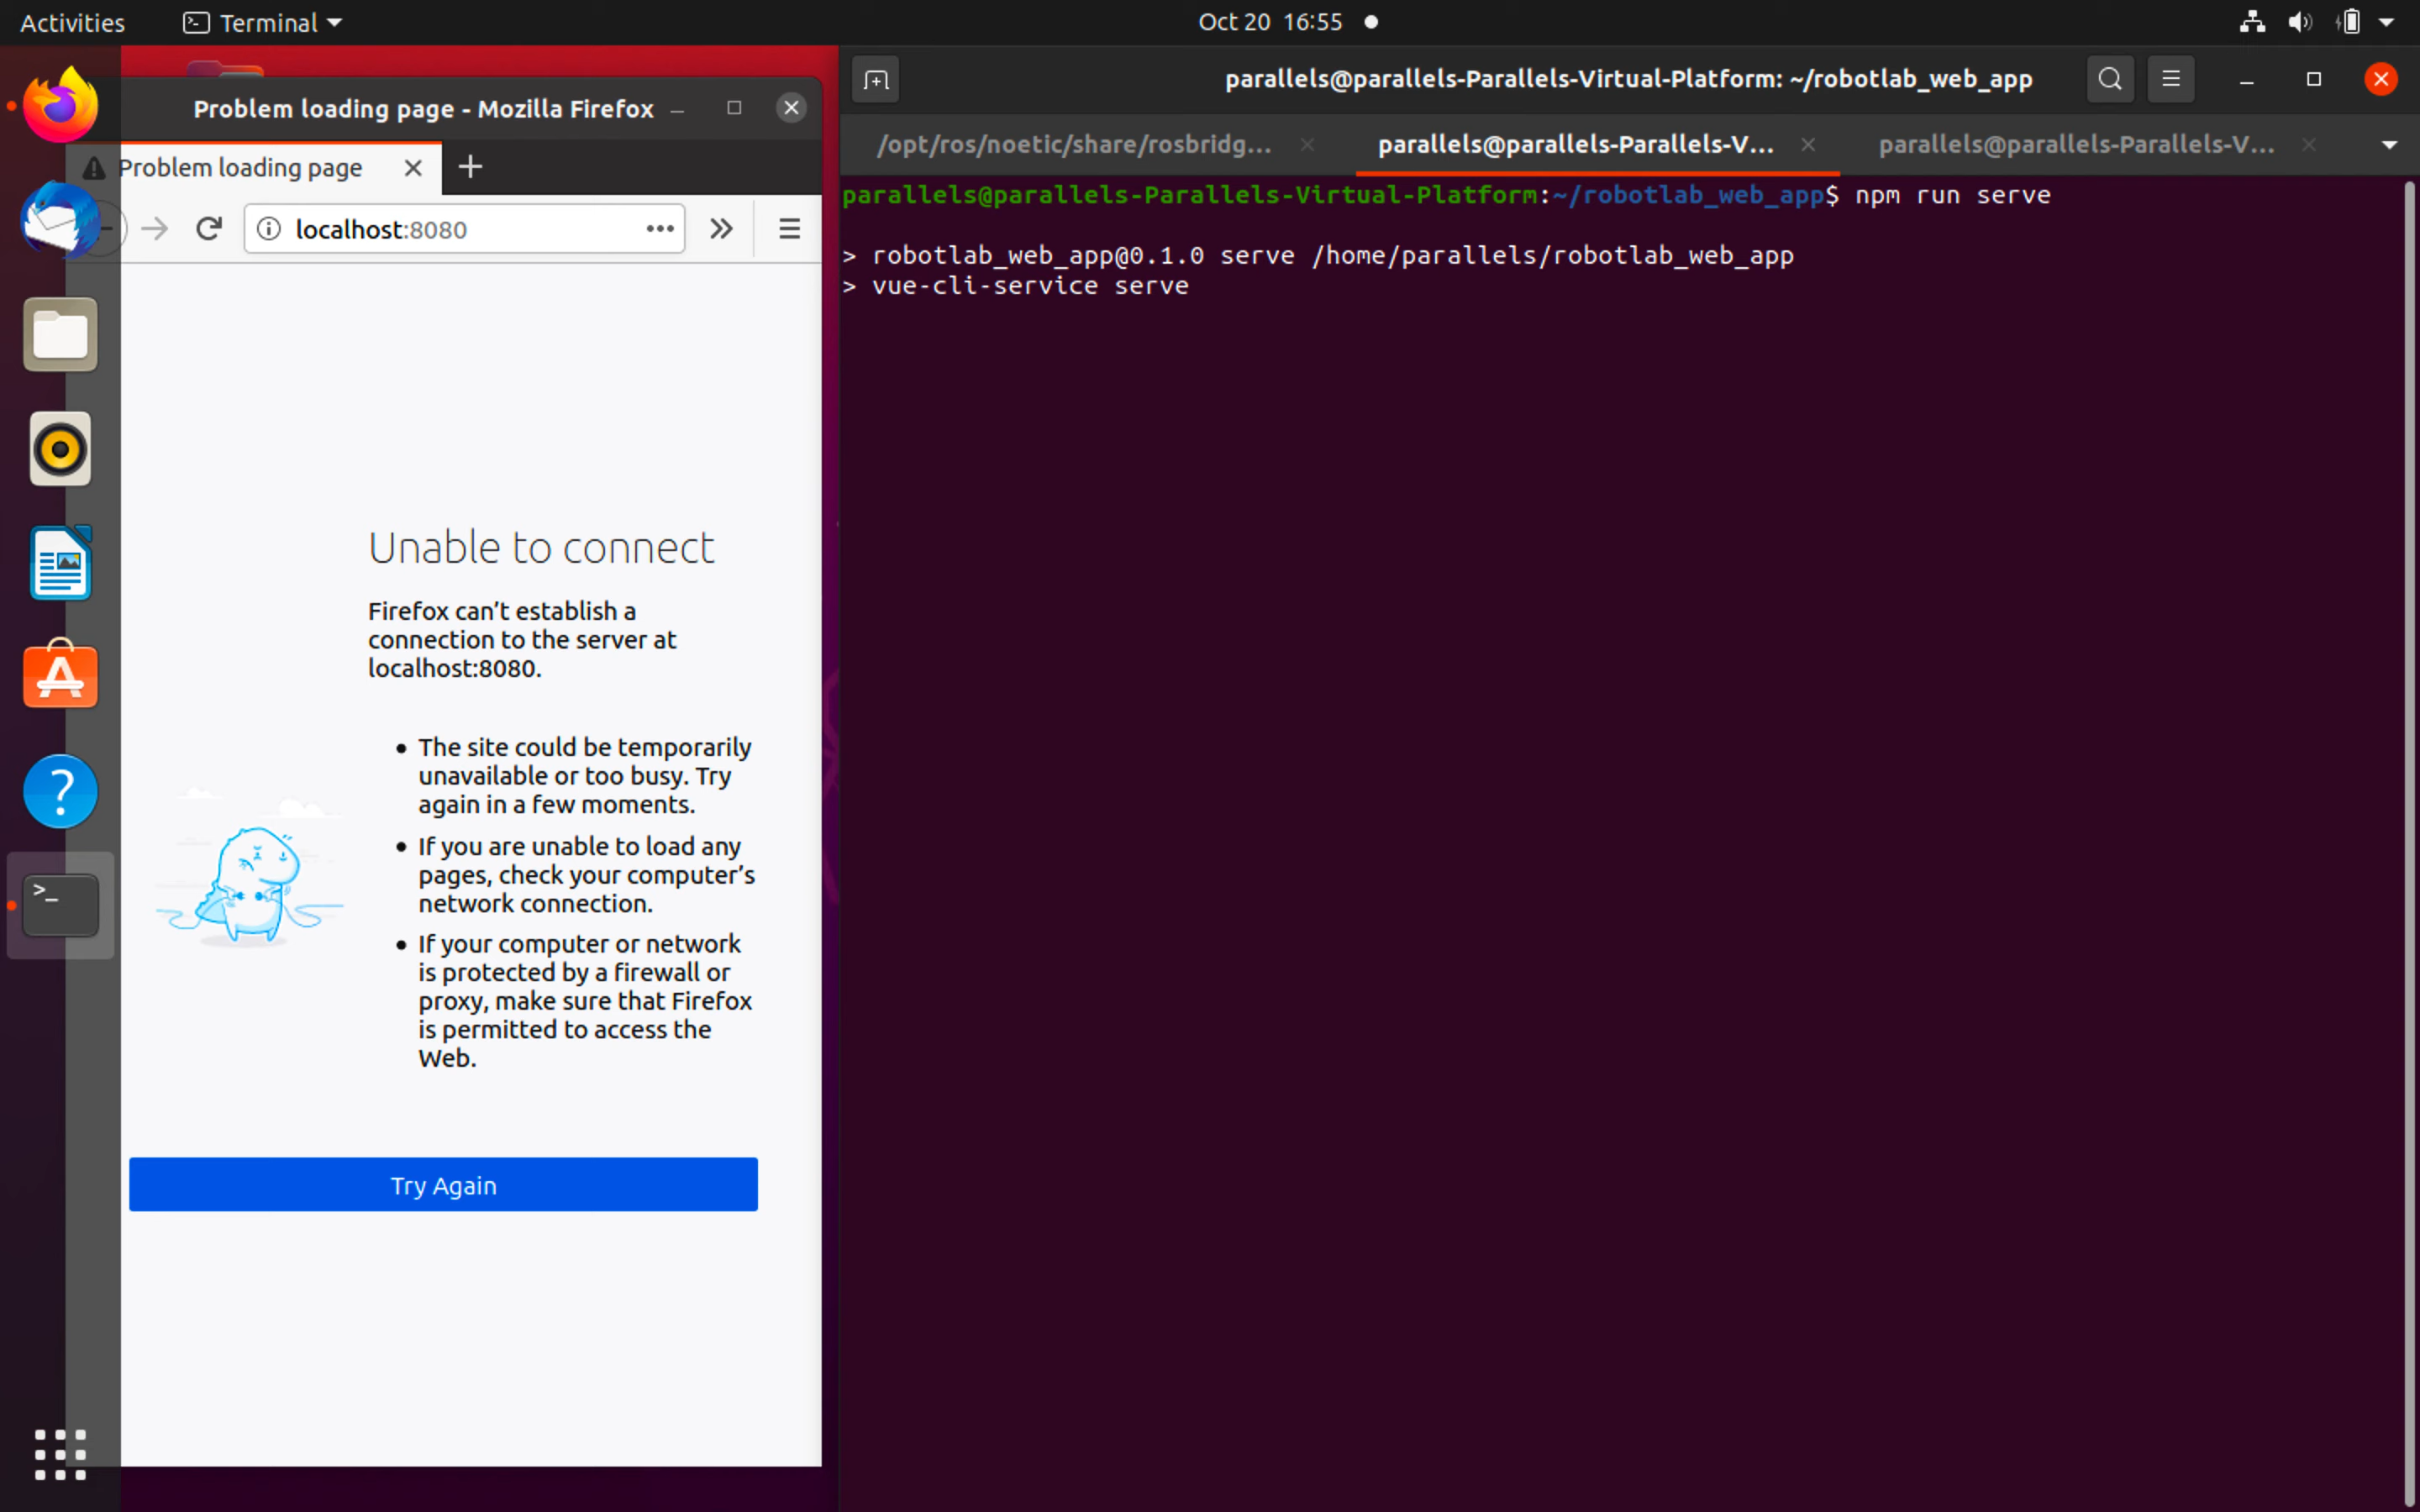 Activities
Terminal
Oct 20 16:55
Problem loading page - Mozilla Firefox
Problem loading page
localhost:8080
Unable to connect
Firefox can’t establish a
connection to the server at
localhost:8080.
The site could be temporarily
unavailable or too busy. Try
again in a few moments.
If you are unable to load any
pages, check your computer’s
network connection.
If your computer or network
is protected by a firewall or
proxy, make sure that Firefox
is permitted to access the
Web.
Try Again
parallels@parallels-Parallels-Virtual-Platform: ~/robotlab_web_app
/opt/ros/noetic/share/rosbridg...
parallels@parallels-Parallels-V...
parallels@parallels-Parallels-V...
parallels@parallels-Parallels-Virtual-Platform:~/robotlab_web_app$ npm run serve
> robotlab_web_app@0.1.0 serve /home/parallels/robotlab_web_app
> vue-cli-service serve